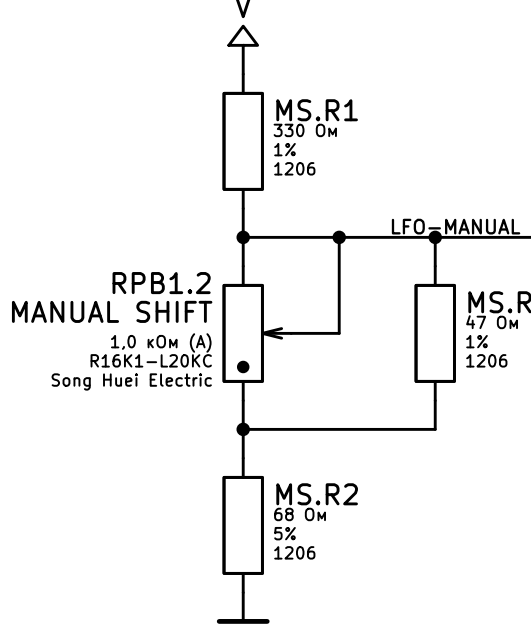 V
MS.R1
330 Ом
1%
1206
LFO-MANUAL
RPB1.2
MANUAL SHIFT
1,0 кОм (A)
R16K1-L20KC
Song Huei Electric
MS.R
47 Ом
1%
1206
MS.R2
68 Ом
5%
1206